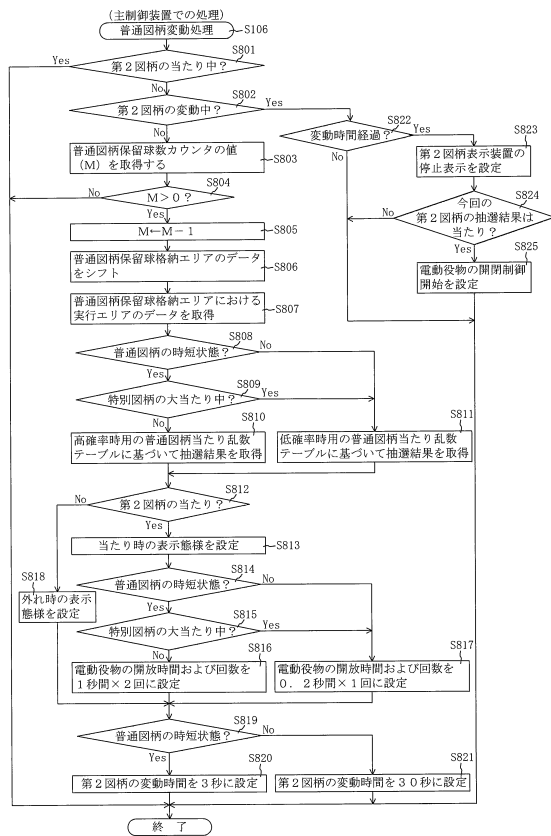 (主制御装置での処理)
普通図柄変動処理
S106
S801
Yes
第2図柄の当たり中?
No
S802
第2図柄の変動中?
Yes
No
S822
変動時間経過?
Yes
No
S823
第2図柄表示装置の
停止表示を設定
普通図柄保留球数カウンタの値
(M)を取得する
S803
S804
No
M>0?
Yes
S824
今回の
第2図柄の抽選結果は
当たり?
No
Yes
M←M-1
S805
S825
電動役物の開閉制御
開始を設定
普通図柄保留球格納エリアのデータ
をシフト
S806
普通図柄保留球格納エリアにおける
実行エリアのデータを取得
S807
S808
普通図柄の時短状態?
No
Yes
S809
特別図柄の大当たり中?
Yes
No
S810
高確率時用の普通図柄当たり乱数
テーブルに基づいて抽選結果を取得
S811
低確率時用の普通図柄当たり乱数
テーブルに基づいて抽選結果を取得
S812
No
第2図柄の当たり?
Yes
当たり時の表示態様を設定
S813
S818
外れ時の表示
態様を設定
S814
普通図柄の時短状態?
No
Yes
S815
特別図柄の大当たり中?
Yes
No
S816
電動役物の開放時間および回数を
1秒間×2回に設定
S817
電動役物の開放時間および回数を
0.2秒間×1回に設定
S819
普通図柄の時短状態?
No
Yes
S820
第2図柄の変動時間を3秒に設定
S821
第2図柄の変動時間を30秒に設定
終 了